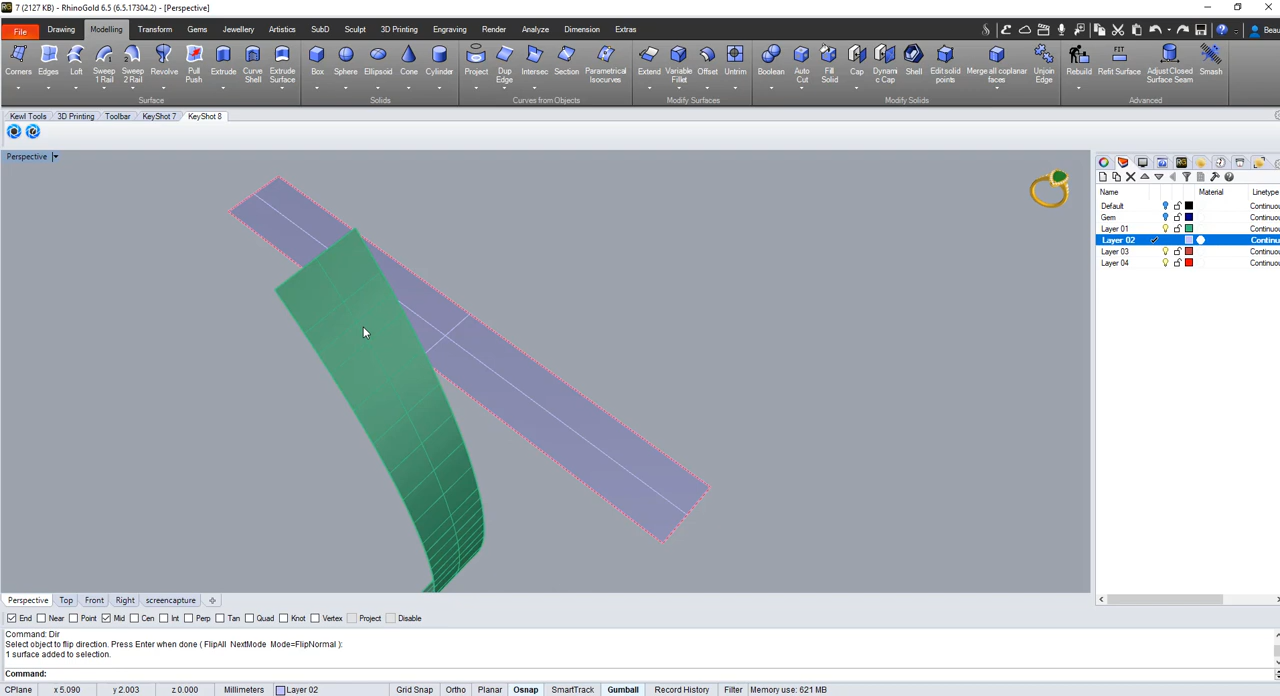 7 (2127 KB) - RhinoGold 6.5 (6.5.17304.2) - [Perspective]
File Drawing Modelling Transform Gems Jewellery Artistics SubD Sculpt 3D Printing Engraving Render Analyze Dimension Extras
Corners Edges Loft Sweep 1 Rail Sweep 2 Rail Revolve Pull Push Extrude Curve Shell Extrude Surface Box Sphere Ellipsoid Cone Cylinder Project Dup Edge Intersec Section Parametrical Isocurves Extend Variable Fillet Offset Untrim Boolean Auto Cut Fill Solid Cap Dynami c Cap Shell Edit solid points Merge all coplanar faces Unjoin Edge Rebuild Refit Surface Adjust Closed Surface Seam Smash
Surface Solids Curves from Objects Modify Surfaces Modify Solids Advanced
Kewl Tools 3D Printing Toolbar KeyShot 7 KeyShot 8
Perspective
Name Material Linetype
Default Continuou
Gem Continuou
Layer 01 Continuou
Layer 02 Continu
Layer 03 Continuou
Layer 04 Continuou
Perspective Top Front Right screencapture
End Near Point Mid Cen Int Perp Tan Quad Knot Vertex Project Disable
Command: Dir
Select object to flip direction. Press Enter when done ( FlipAll NextMode Mode=FlipNormal ):
1 surface added to selection.
Command:
CPlane x 5.090 y 2.003 z 0.000 Millimeters Layer 02 Grid Snap Ortho Planar Osnap SmartTrack Gumball Record History Filter Memory use: 621 MB